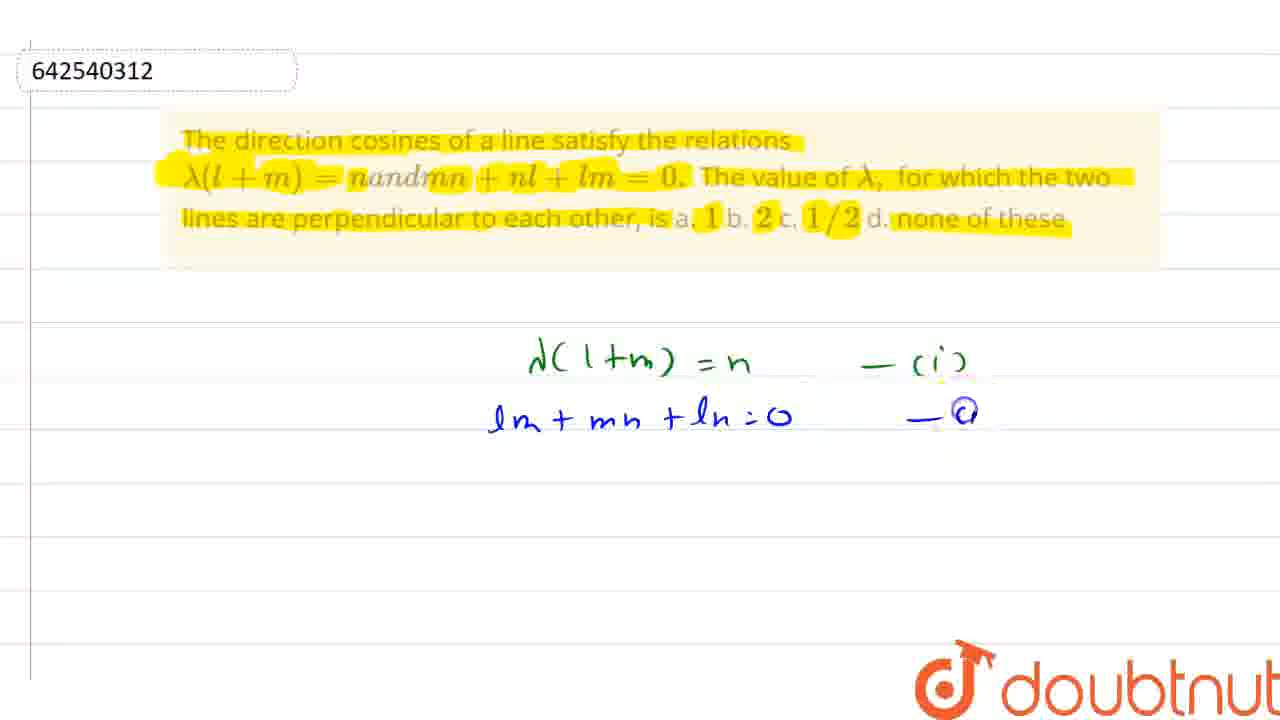 642540312
The direction cosines of a line satisfy the relations
λ(l + m) = nandmn + nl + lm = 0. The value of λ, for which the two
lines are perpendicular to each other, is a. 1 b. 2 c. 1/2 d. none of these
λ(l+m) = n — (i)
lm + mn + ln = 0 —
doubtnut